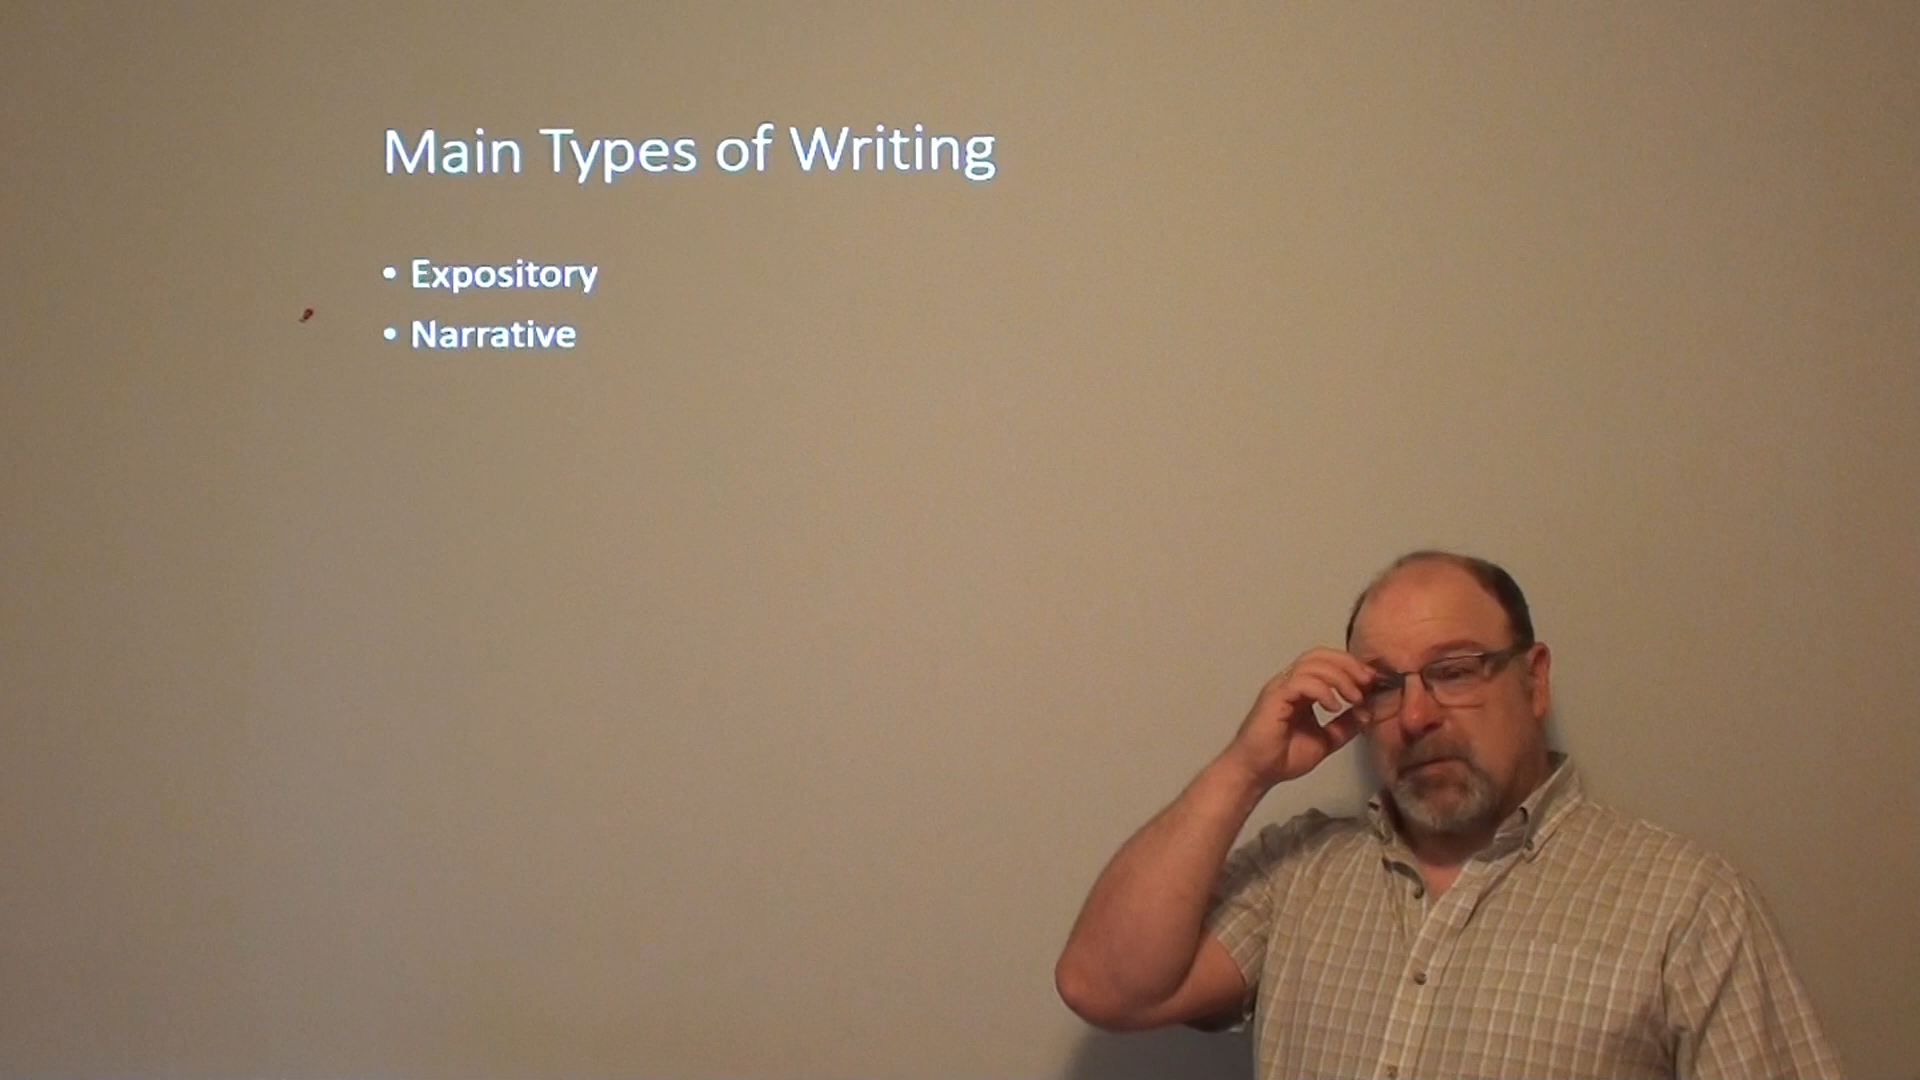 Main Types of Writing
• Expository
• Narrative